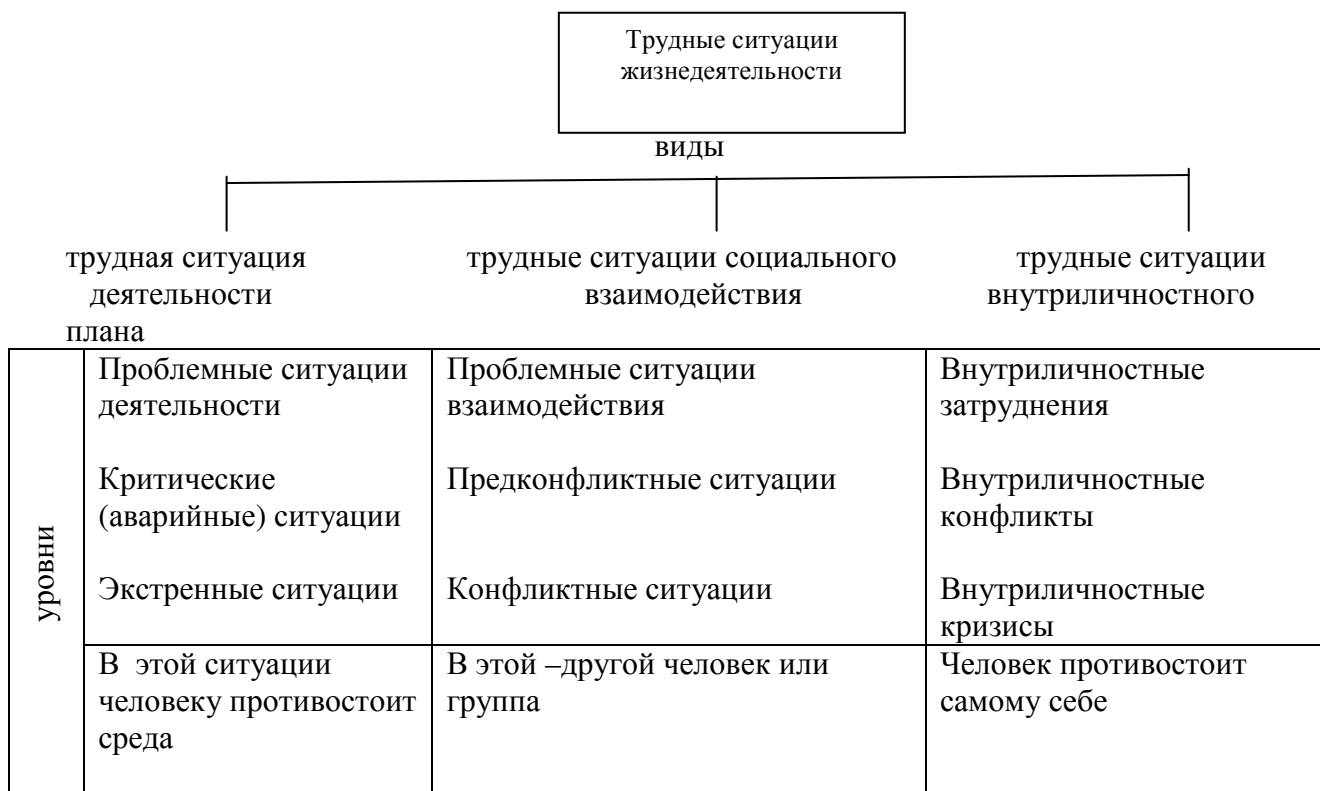 Трудные ситуации
жизнедеятельности
виды
трудная ситуация
деятельности
плана
трудные ситуации социального
взаимодействия
трудные ситуации
внутриличностного
уровни
Проблемные ситуации
деятельности
Проблемные ситуации
взаимодействия
Внутриличностные
затруднения
Критические
(аварийные) ситуации
Предконфликтные ситуации
Внутриличностные
конфликты
Экстренные ситуации
Конфликтные ситуации
Внутриличностные
кризисы
В этой ситуации
человеку противостоит
среда
В этой –другой человек или
группа
Человек противостоит
самому себе